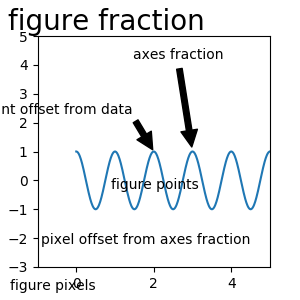 figure fraction
5
axes fraction
4
3
nt offset from data
2
1
0
figure points
−1
−2
pixel offset from axes fraction
−3
0 2 4
figure pixels